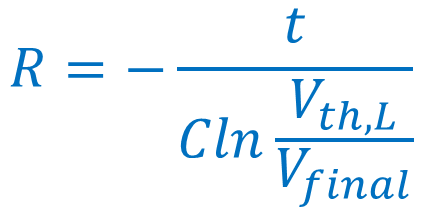 R = − t / (C ln (V_th,L / V_final))